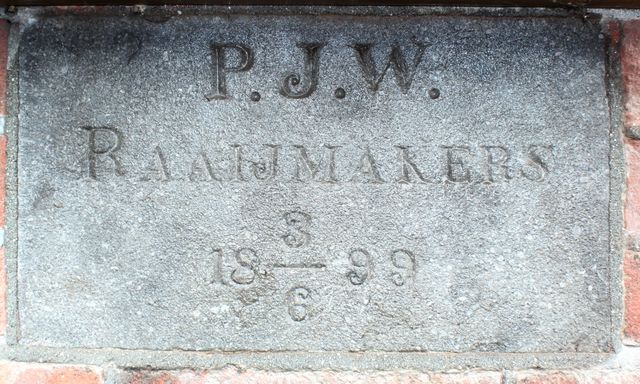 P.J.W.
RAAIJMAKERS
3
18 — 99
6